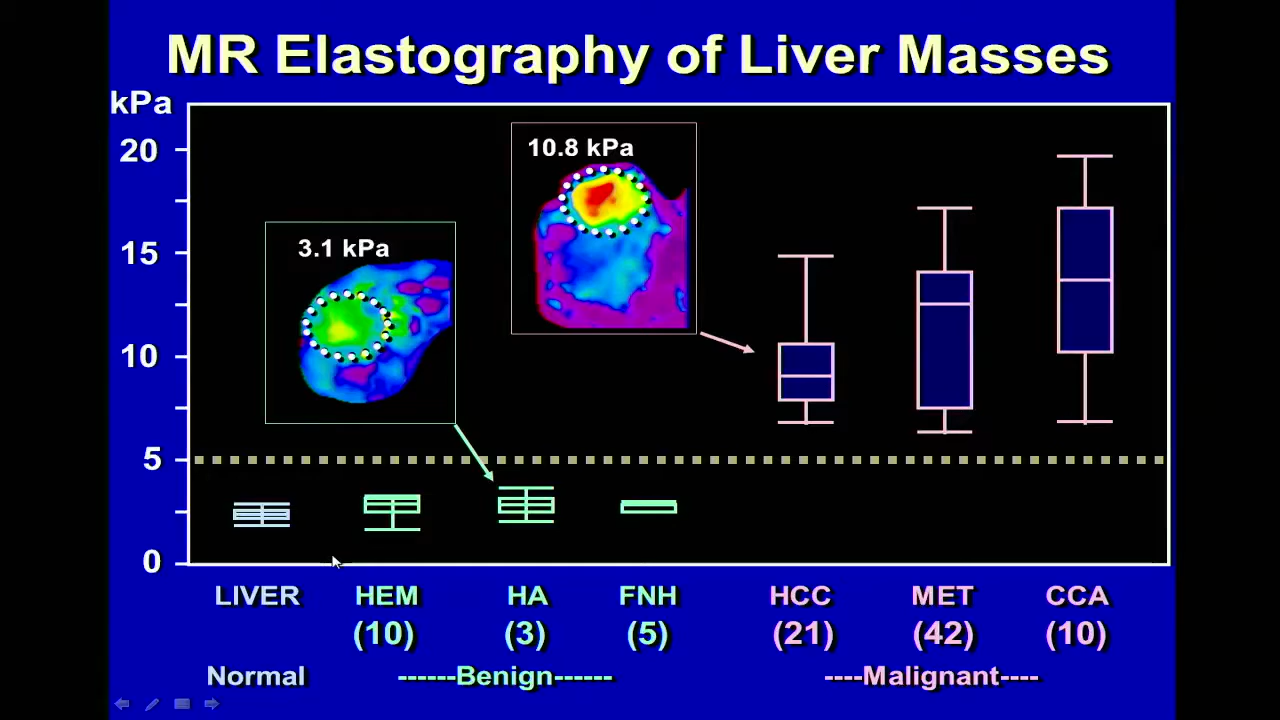 MR Elastography of Liver Masses
kPa
20
15
10
5
0
3.1 kPa
10.8 kPa
LIVER HEM HA FNH HCC MET CCA
(10) (3) (5) (21) (42) (10)
Normal ------Benign------ ----Malignant----